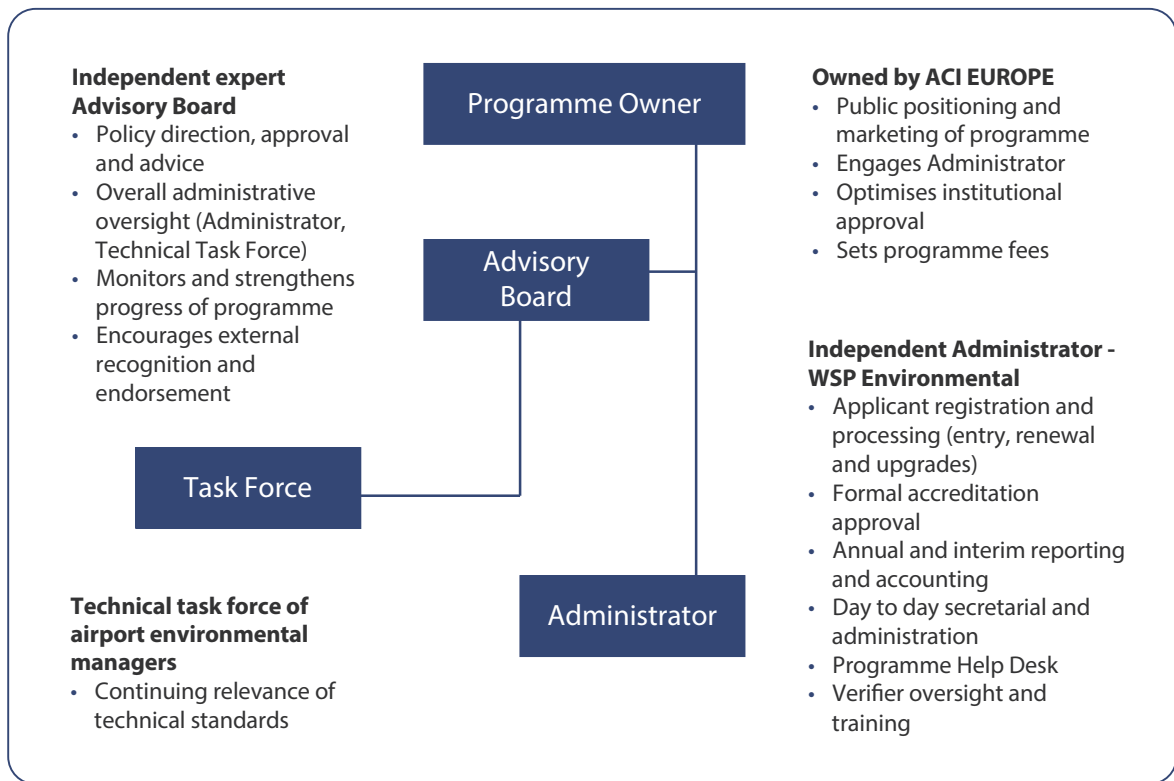 Independent expert
Advisory Board
• Policy direction, approval
and advice
• Overall administrative
oversight (Administrator,
Technical Task Force)
• Monitors and strengthens
progress of programme
• Encourages external
recognition and
endorsement
Programme Owner
Advisory
Board
Task Force
Administrator
Owned by ACI EUROPE
• Public positioning and
marketing of programme
• Engages Administrator
• Optimises institutional
approval
• Sets programme fees
Independent Administrator -
WSP Environmental
• Applicant registration and
processing (entry, renewal
and upgrades)
• Formal accreditation
approval
• Annual and interim reporting
and accounting
• Day to day secretarial and
administration
• Programme Help Desk
• Verifier oversight and
training
Technical task force of
airport environmental
managers
• Continuing relevance of
technical standards